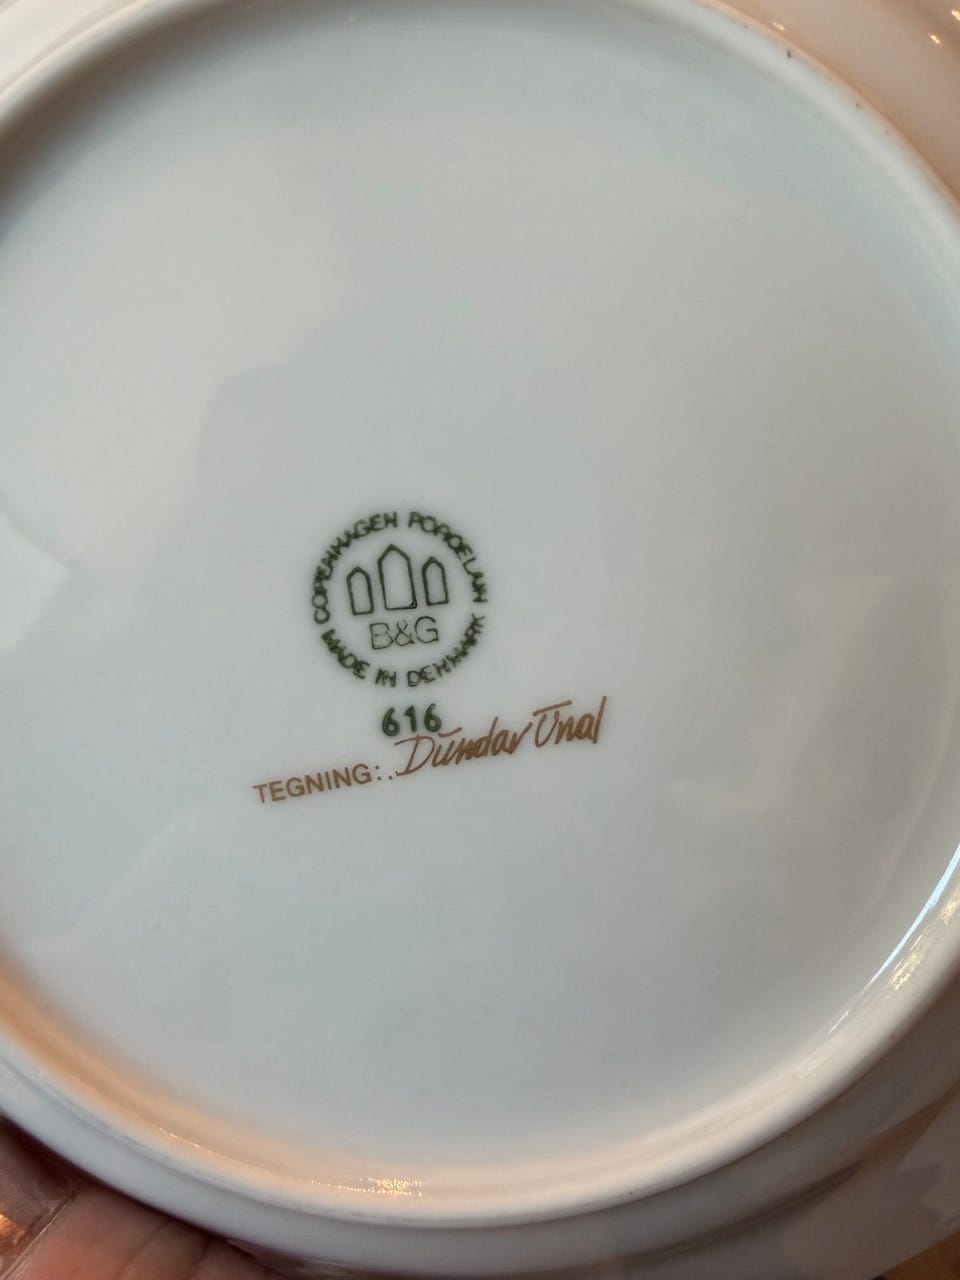 COPENHAGEN PORCELAIN
B&G
MADE IN DENMARK
616
TEGNING: Dündar Ünal